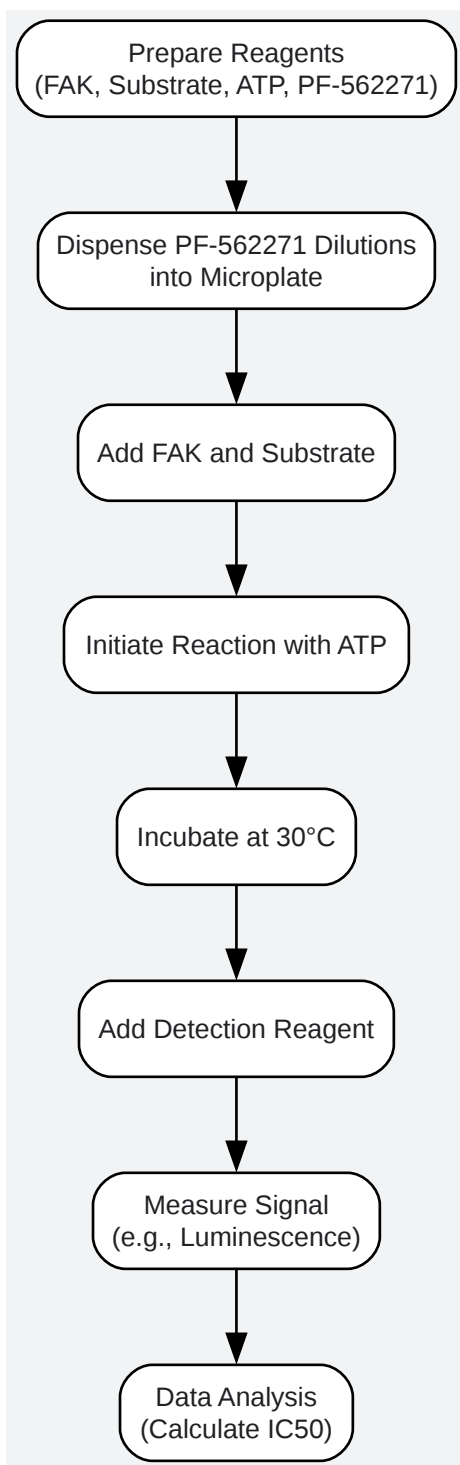 Prepare Reagents
(FAK, Substrate, ATP, PF-562271)
Dispense PF-562271 Dilutions
into Microplate
Add FAK and Substrate
Initiate Reaction with ATP
Incubate at 30°C
Add Detection Reagent
Measure Signal
(e.g., Luminescence)
Data Analysis
(Calculate IC50)